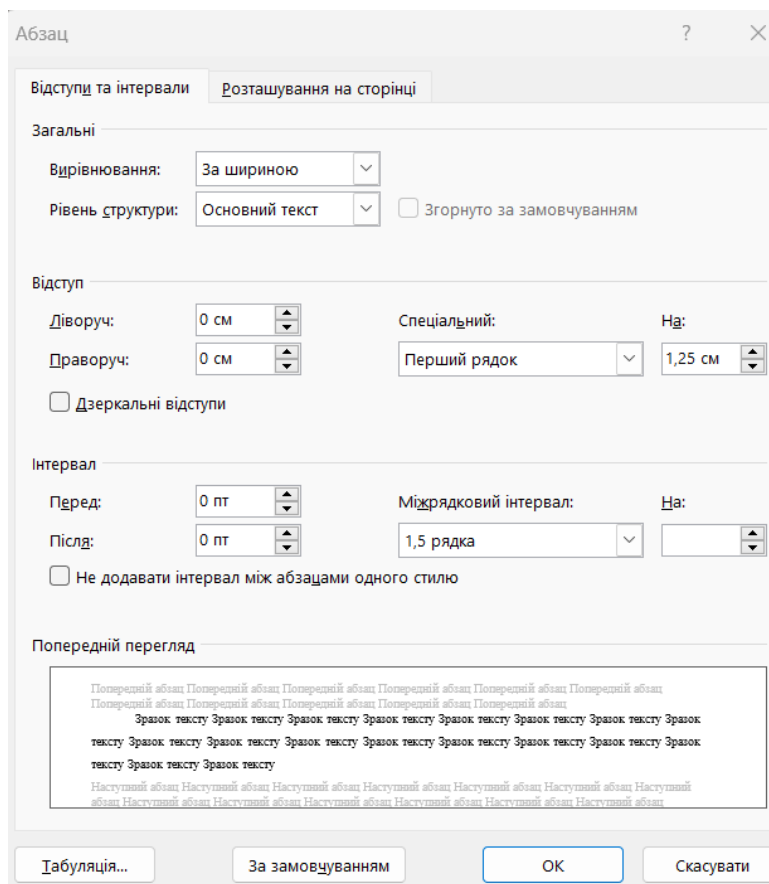 Абзац ?
Відступи та інтервали Розташування на сторінці
Загальні
Вирівнювання: За шириною
Рівень структури: Основний текст Згорнуто за замовчуванням
Відступ
Ліворуч: 0 см Спеціальний: На:
Праворуч: 0 см Перший рядок 1,25 см
Дзеркальні відступи
Інтервал
Перед: 0 пт Міжрядковий інтервал: На:
Після: 0 пт 1,5 рядка
Не додавати інтервал між абзацами одного стилю
Попередній перегляд
Попередній абзац Попередній абзац Попередній абзац Попередній абзац Попередній абзац Попередній абзац
Попередній абзац Попередній абзац Попередній абзац Попередній абзац Попередній абзац
Зразок тексту Зразок тексту Зразок тексту Зразок тексту Зразок тексту Зразок тексту Зразок тексту Зразок
тексту Зразок тексту Зразок тексту Зразок тексту Зразок тексту Зразок тексту Зразок тексту Зразок
тексту Зразок тексту Зразок тексту
Наступний абзац Наступний абзац Наступний абзац Наступний абзац Наступний абзац Наступний абзац Наступний
абзац Наступний абзац Наступний абзац Наступний абзац Наступний абзац Наступний абзац Наступний абзац
Табуляція... За замовчуванням ОК Скасувати